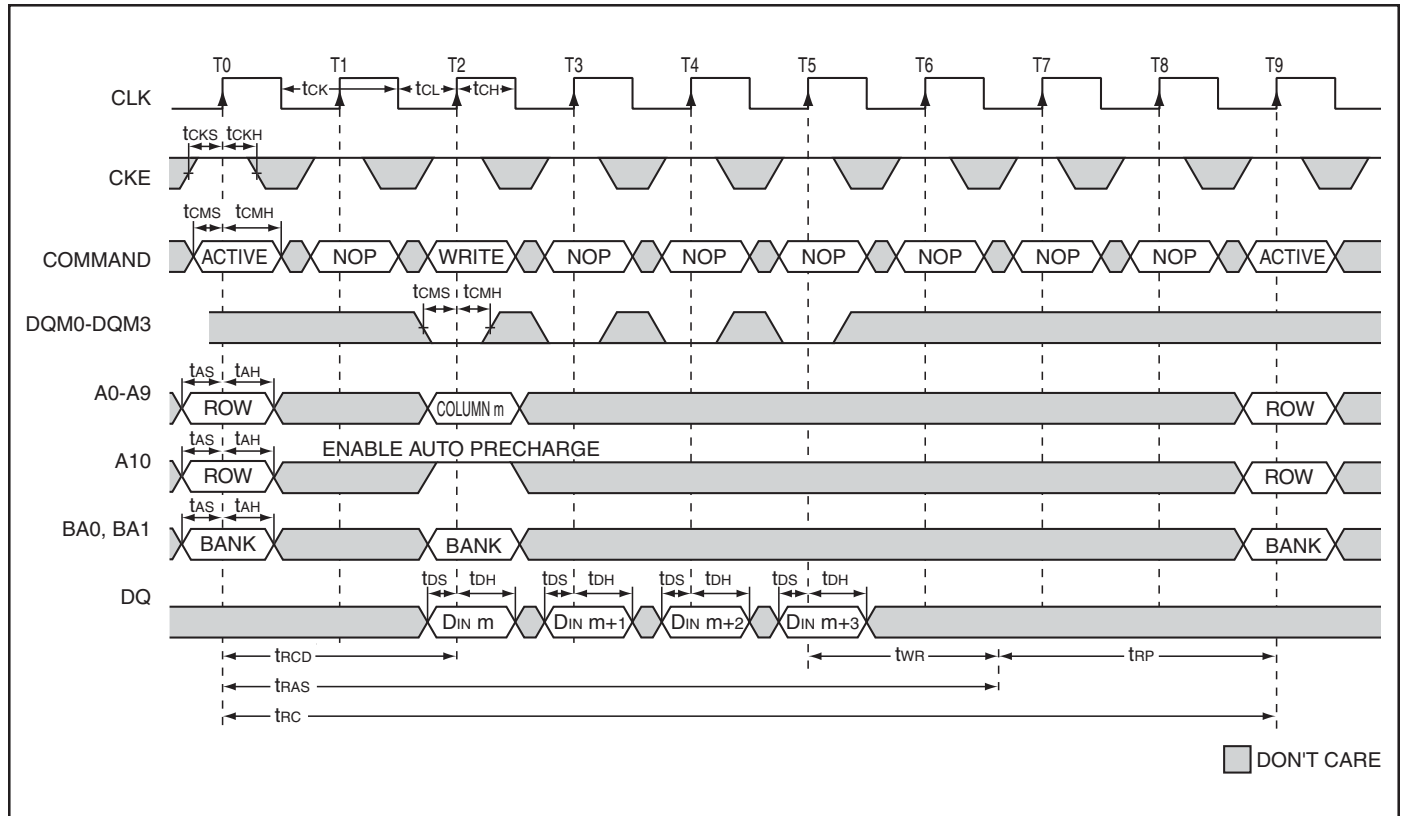 T0 T1 T2 T3 T4 T5 T6 T7 T8 T9
CLK tCK tCL tCH
tCKS tCKH
CKE
tCMS tCMH
COMMAND ACTIVE NOP WRITE NOP NOP NOP NOP NOP NOP ACTIVE
tCMS tCMH
DQM0-DQM3
tAS tAH
A0-A9 ROW COLUMN m ROW
tAS tAH ENABLE AUTO PRECHARGE
A10 ROW ROW
tAS tAH
BA0, BA1 BANK BANK BANK
tDS tDH tDS tDH tDS tDH tDS tDH
DQ DIN m DIN m+1 DIN m+2 DIN m+3
tRCD tWR tRP
tRAS
tRC
DON'T CARE